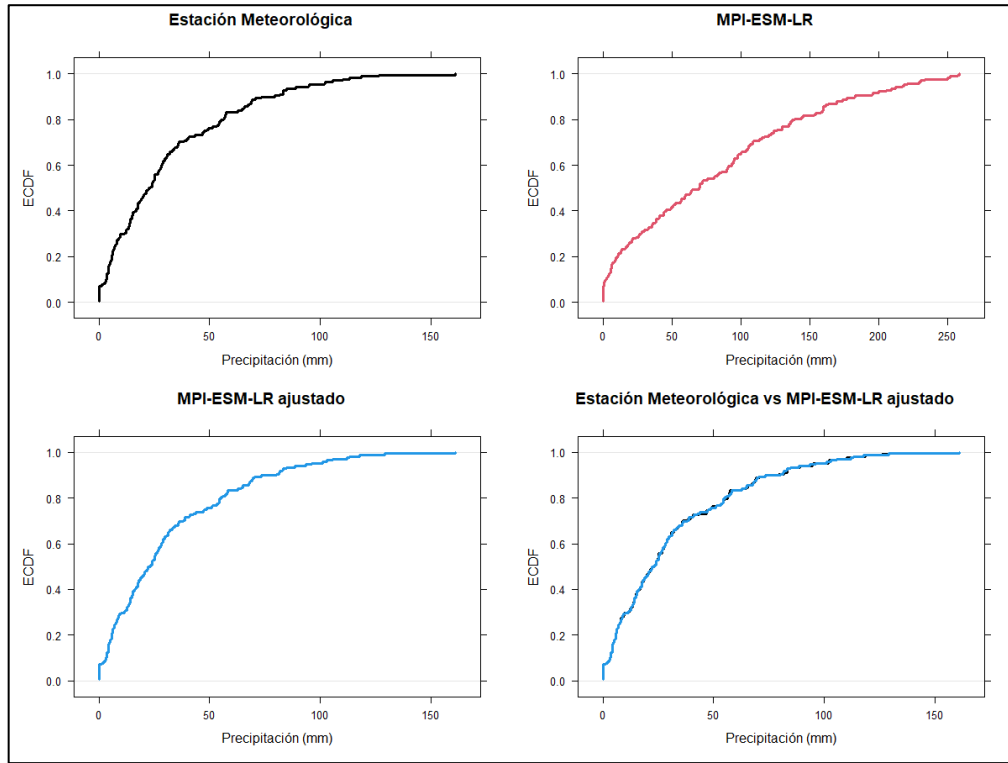 Estación Meteorológica
1.0
0.8
0.6
0.4
0.2
0.0
ECDF
0 50 100 150
Precipitación (mm)
MPI-ESM-LR
1.0
0.8
0.6
0.4
0.2
0.0
ECDF
0 50 100 150 200 250
Precipitación (mm)
MPI-ESM-LR ajustado
1.0
0.8
0.6
0.4
0.2
0.0
ECDF
0 50 100 150
Precipitación (mm)
Estación Meteorológica vs MPI-ESM-LR ajustado
1.0
0.8
0.6
0.4
0.2
0.0
ECDF
0 50 100 150
Precipitación (mm)